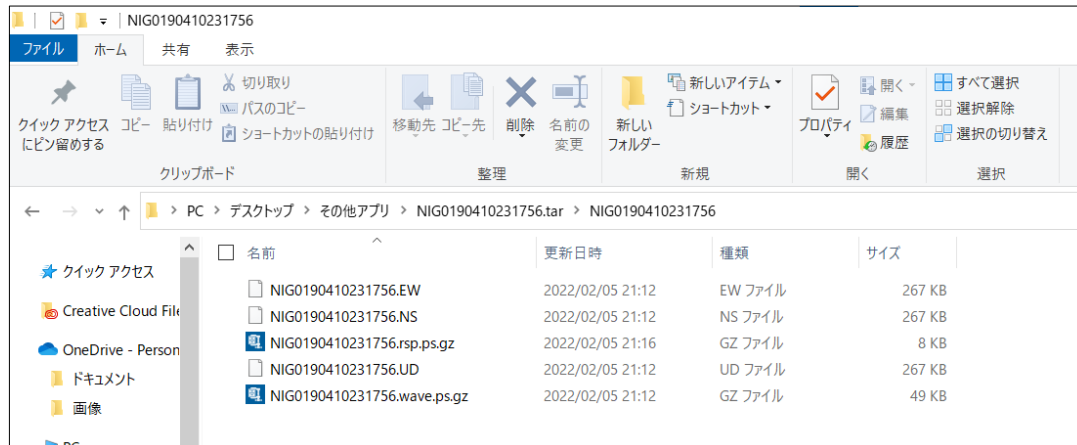 NIG0190410231756
ファイル ホーム 共有 表示
クイック アクセス
にピン留めする
コピー
貼り付け
切り取り
パスのコピー
ショートカットの貼り付け
クリップボード
移動先
コピー先
削除
名前の
変更
整理
新しい
フォルダー
新しいアイテム
ショートカット
新規
プロパティ
開く
編集
履歴
開く
すべて選択
選択解除
選択の切り替え
選択
PC > デスクトップ > その他アプリ > NIG0190410231756.tar > NIG0190410231756
クイック アクセス
Creative Cloud File
OneDrive - Person
ドキュメント
画像
PC
名前 更新日時 種類 サイズ
NIG0190410231756.EW 2022/02/05 21:12 EW ファイル 267 KB
NIG0190410231756.NS 2022/02/05 21:12 NS ファイル 267 KB
NIG0190410231756.rsp.ps.gz 2022/02/05 21:16 GZ ファイル 8 KB
NIG0190410231756.UD 2022/02/05 21:12 UD ファイル 267 KB
NIG0190410231756.wave.ps.gz 2022/02/05 21:12 GZ ファイル 49 KB